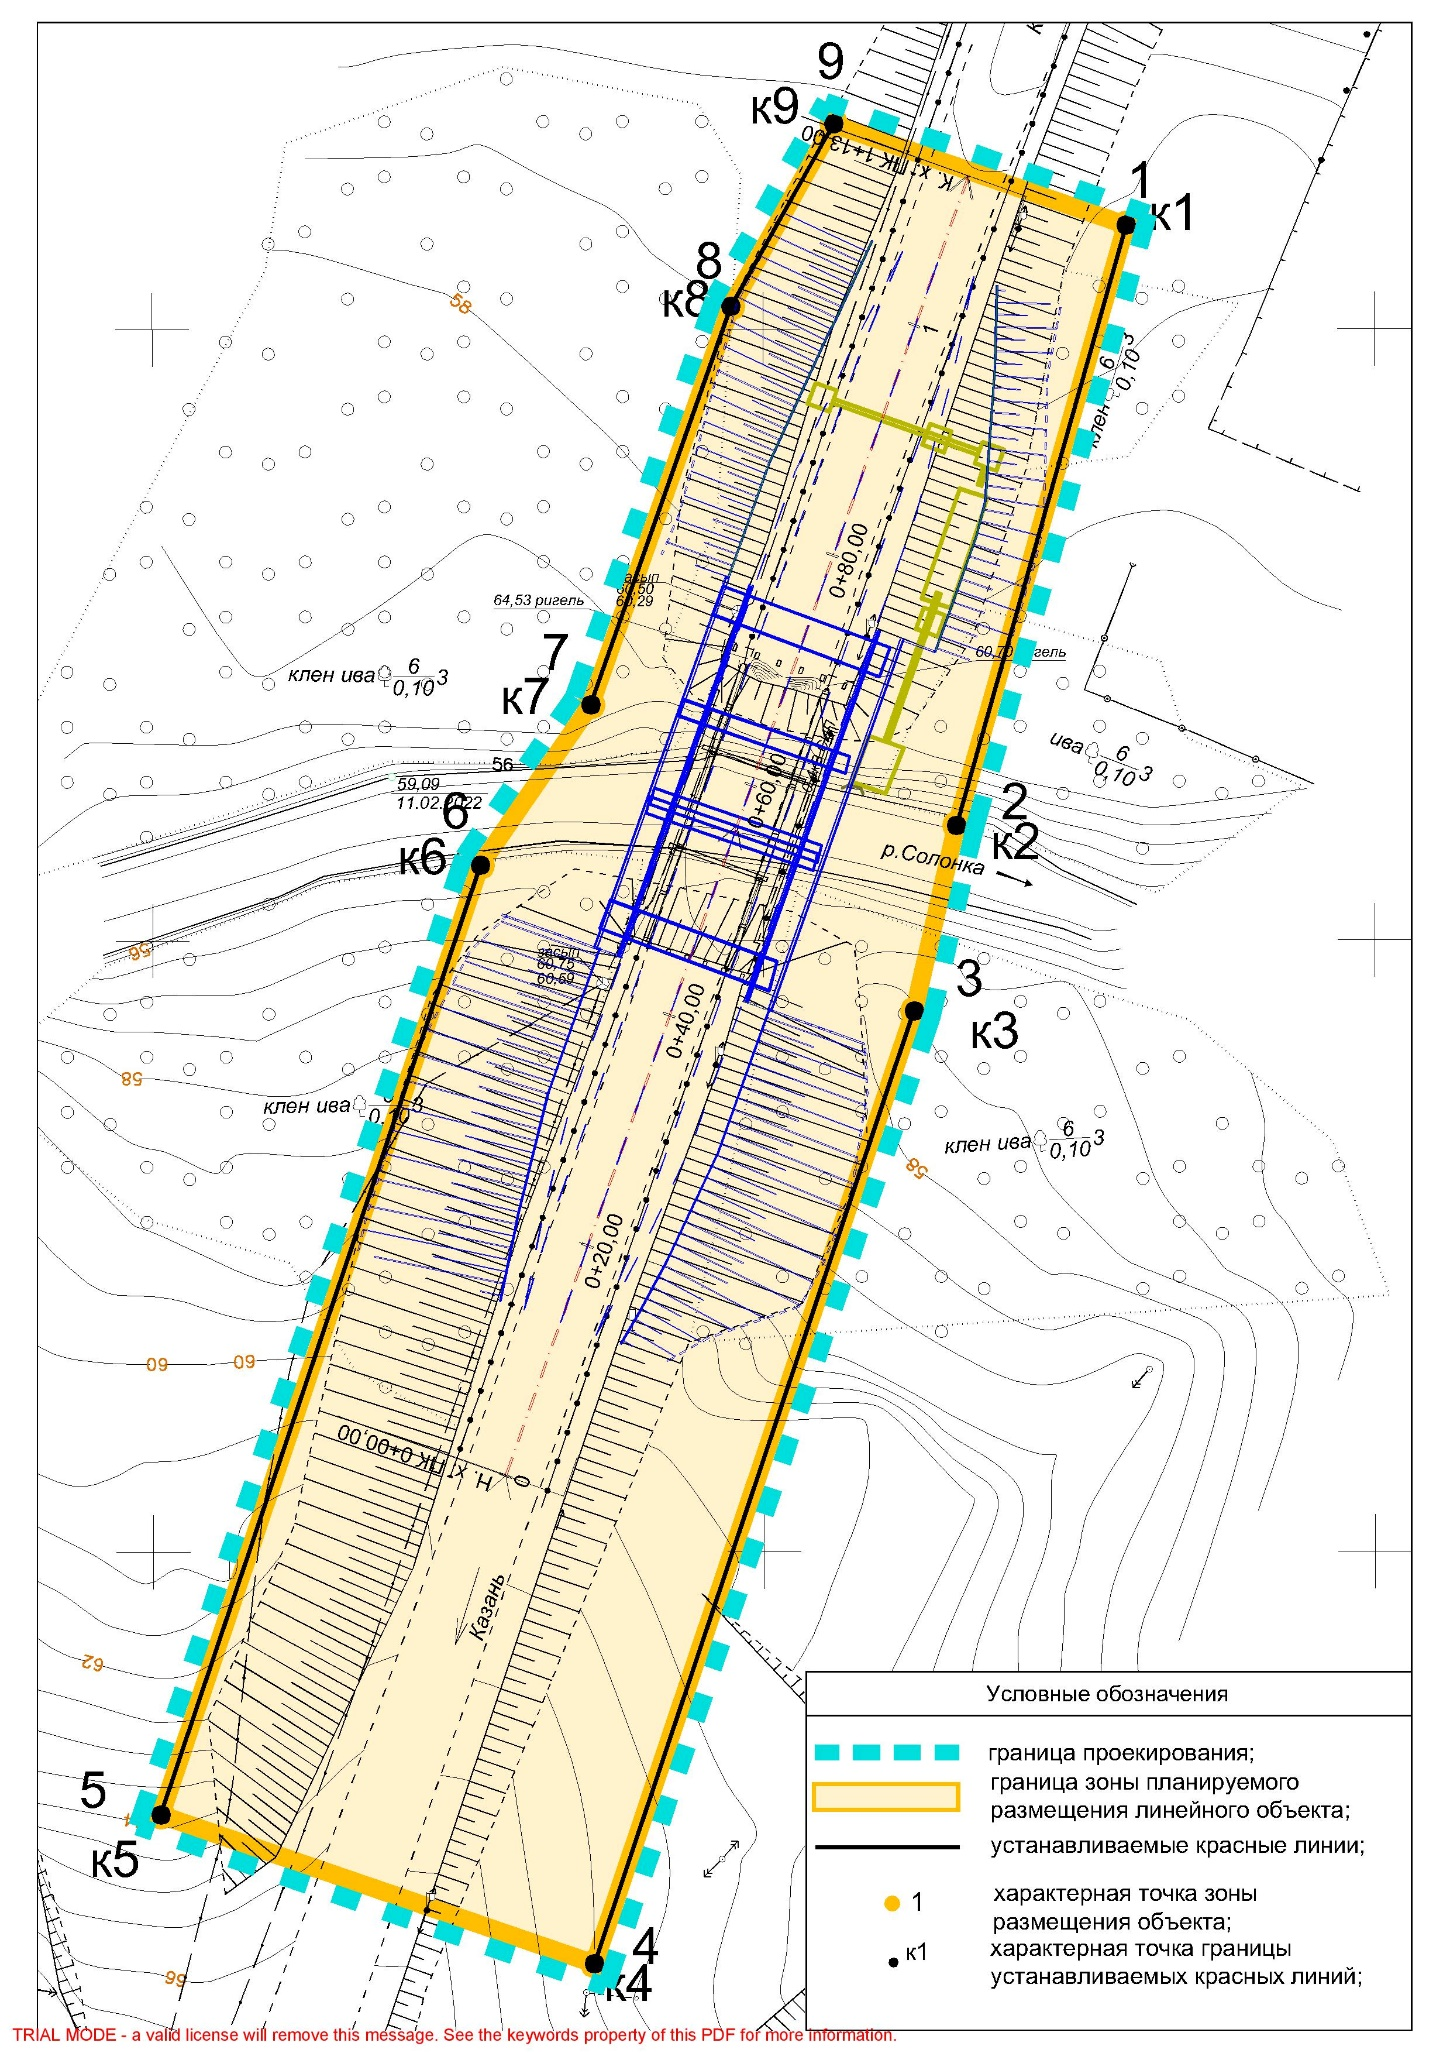 9
к9
К. х. ПК 1+13,00
1
к1
8
к8
58
1
клен
6
0,10
3
0+80,00
засып
60,50
60,29
64,53 ригель
60,70 ригель
7
к7
клен ива
6
0,10
3
56
59,09
11.02.2022
6
к6
0+60,00
2
к2
р.Солонка
ива
6
0,10
3
56
засып
60,75
60,69
0+40,00
3
к3
58
клен ива
3
клен ива
6
0,10
3
58
0+20,00
60
60
Н. х. ПК 0+00,00
0
Казань
62
5
к5
4
к4
66
Условные обозначения
граница проекирования;
граница зоны планируемого
размещения линейного объекта;
устанавливаемые красные линии;
1
характерная точка зоны
размещения объекта;
к1
характерная точка границы
устанавливаемых красных линий;
TRIAL MODE - a valid license will remove this message. See the keywords property of this PDF for more information.